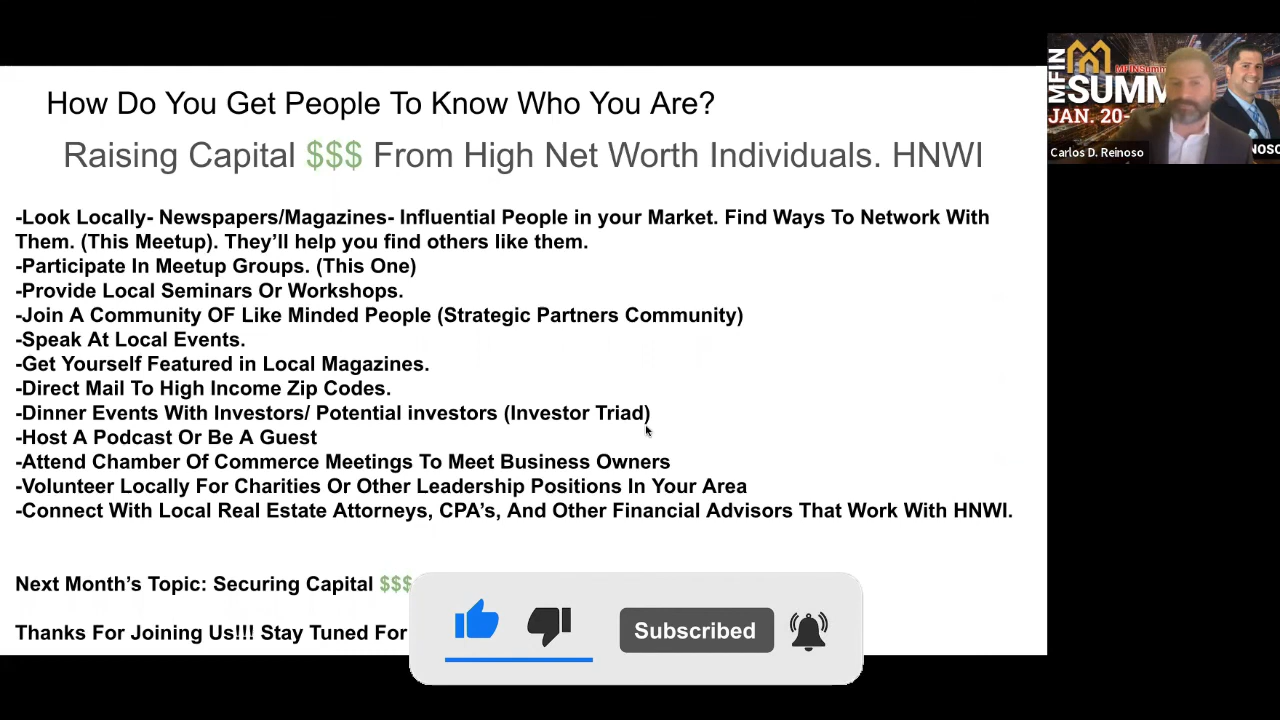 How Do You Get People To Know Who You Are?
Raising Capital $$$ From High Net Worth Individuals. HNWI
-Look Locally- Newspapers/Magazines- Influential People in your Market. Find Ways To Network With
Them. (This Meetup). They'll help you find others like them.
-Participate In Meetup Groups. (This One)
-Provide Local Seminars Or Workshops.
-Join A Community OF Like Minded People (Strategic Partners Community)
-Speak At Local Events.
-Get Yourself Featured in Local Magazines.
-Direct Mail To High Income Zip Codes.
-Dinner Events With Investors/ Potential investors (Investor Triad)
-Host A Podcast Or Be A Guest
-Attend Chamber Of Commerce Meetings To Meet Business Owners
-Volunteer Locally For Charities Or Other Leadership Positions In Your Area
-Connect With Local Real Estate Attorneys, CPA's, And Other Financial Advisors That Work With HNWI.
Next Month's Topic: Securing Capital $$$
Thanks For Joining Us!!! Stay Tuned For
Subscribed
MFIN
SUMM
JAN. 20-
Carlos D. Reinoso